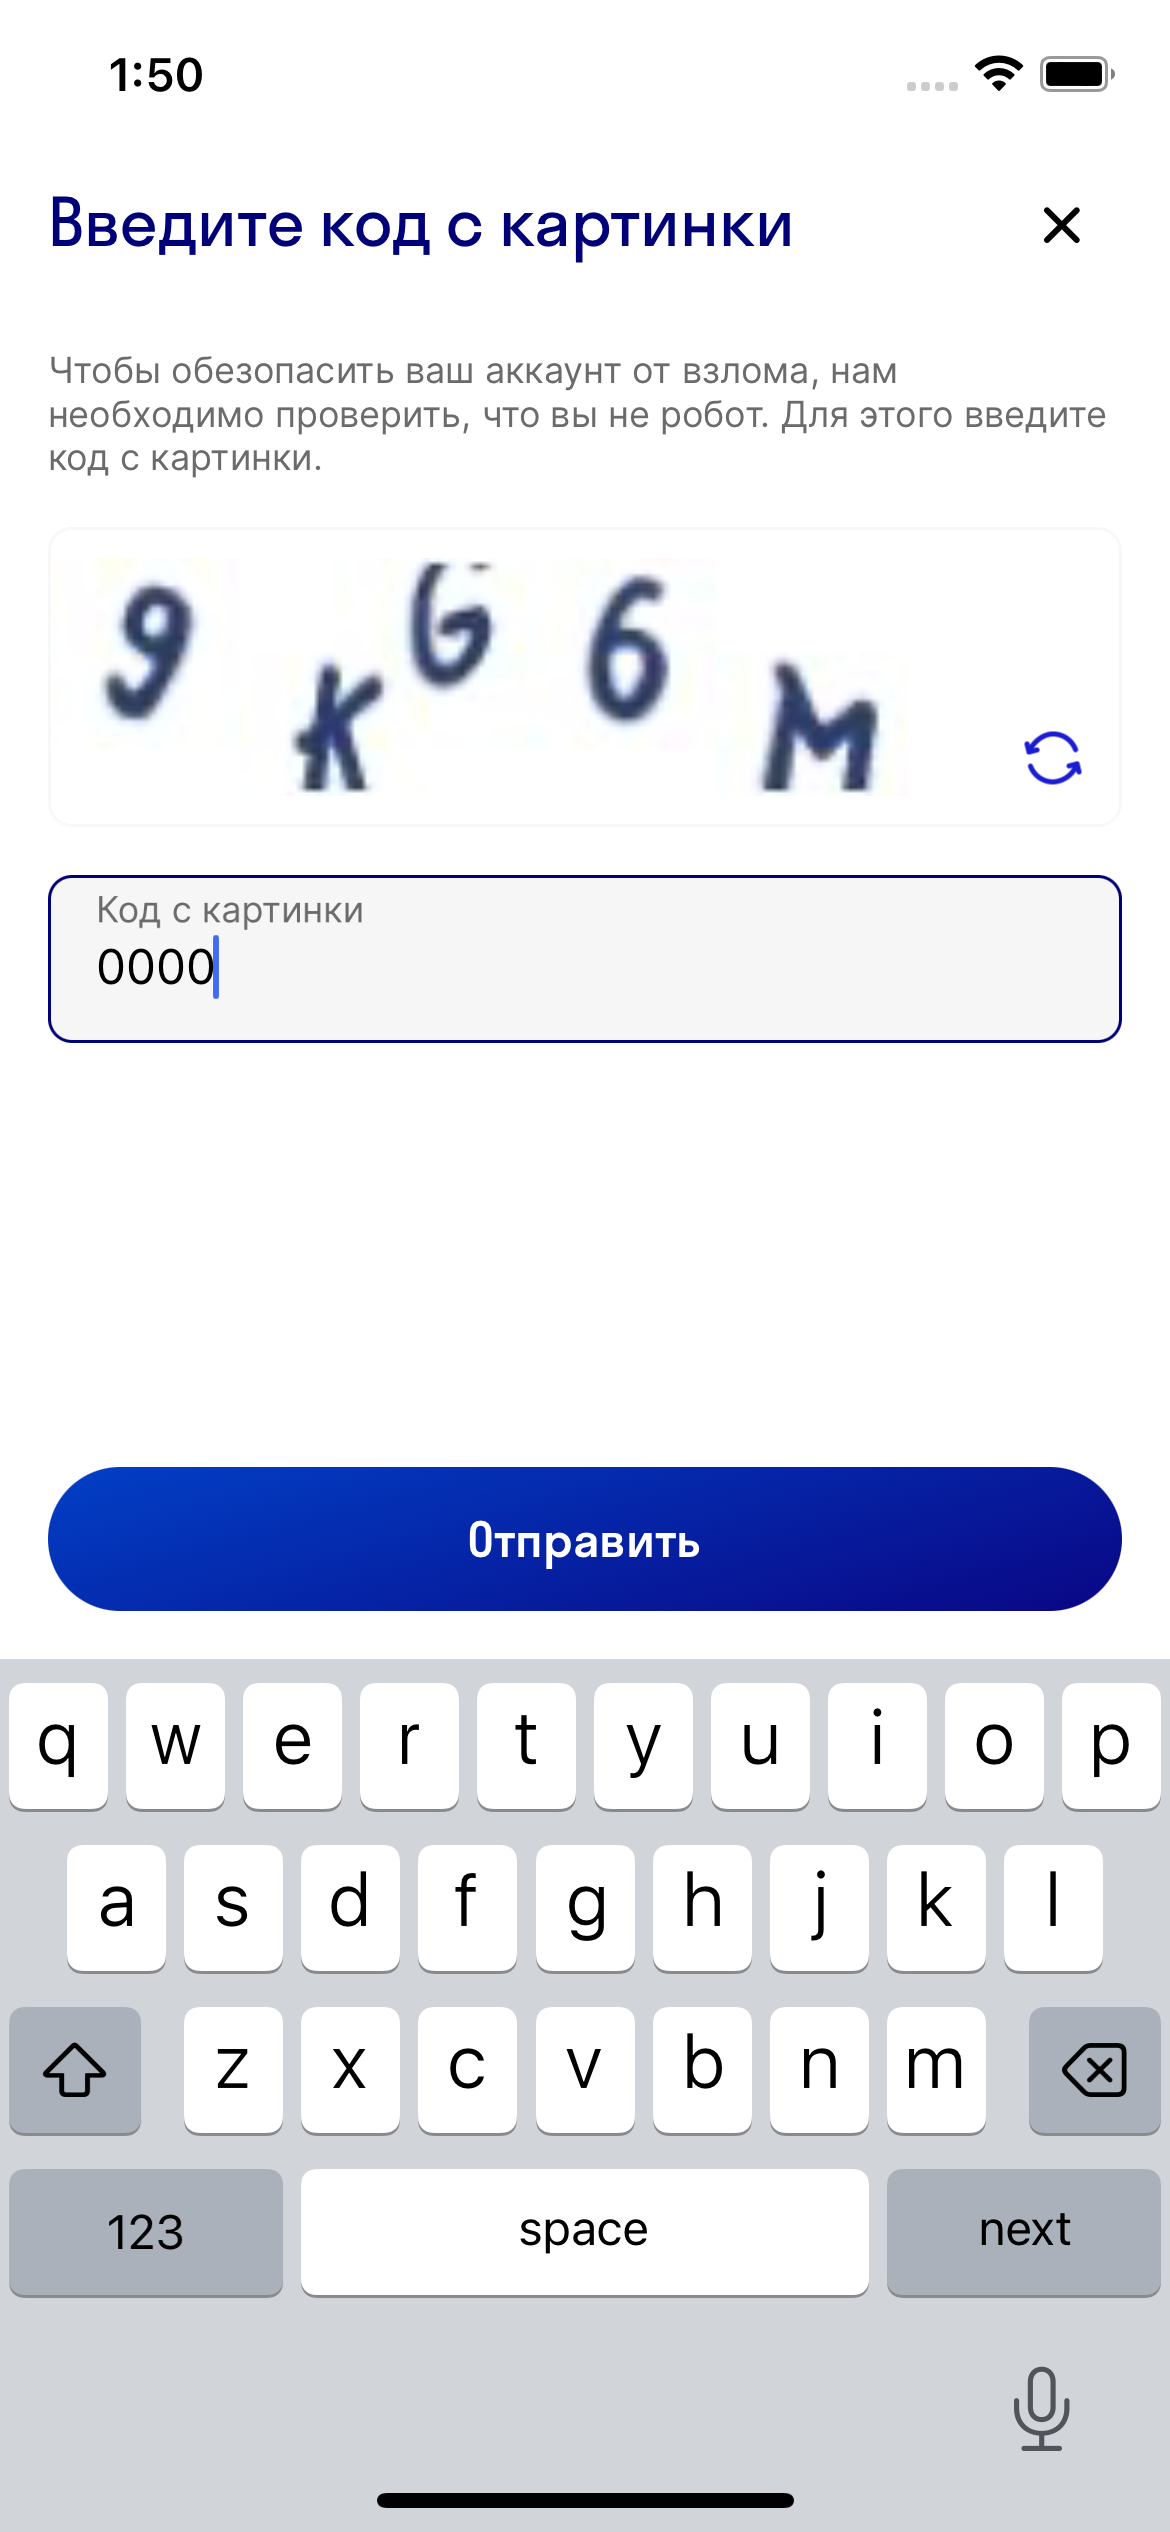 1:50
Введите код с картинки
Чтобы обезопасить ваш аккаунт от взлома, нам
необходимо проверить, что вы не робот. Для этого введите
код с картинки.
9 K G 6 M
Код с картинки
0000
Отправить
q w e r t y u i o p
a s d f g h j k l
z x c v b n m
123 space next